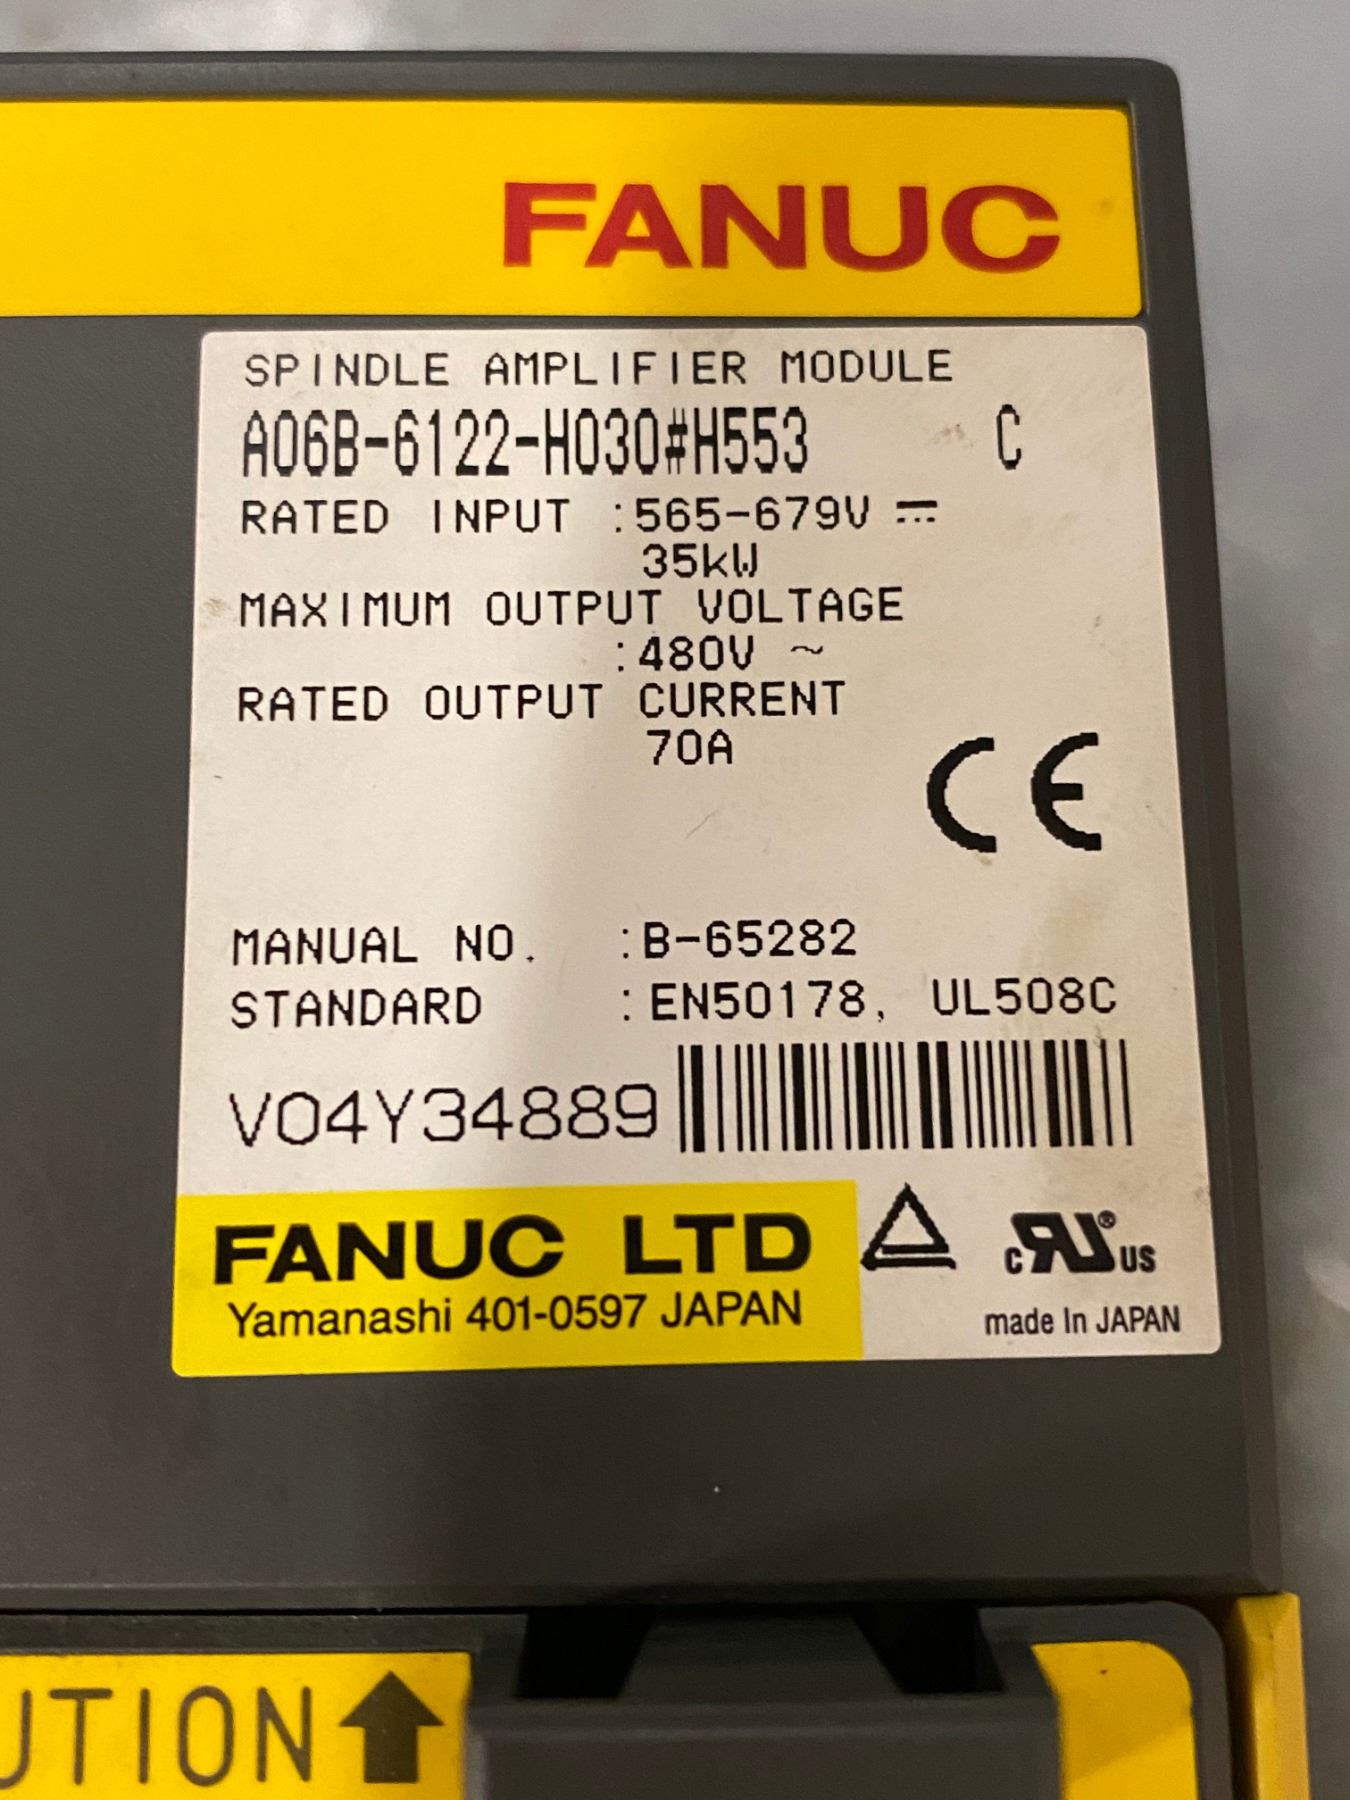 FANUC
SPINDLE AMPLIFIER MODULE
A06B-6122-H030#H553 C
RATED INPUT :565-679V ⎓
35kW
MAXIMUM OUTPUT VOLTAGE
:480V ~
RATED OUTPUT CURRENT
70A
CE
MANUAL NO. :B-65282
STANDARD :EN50178, UL508C
V04Y34889
FANUC LTD
Yamanashi 401-0597 JAPAN
c RU® US
made In JAPAN
UTION